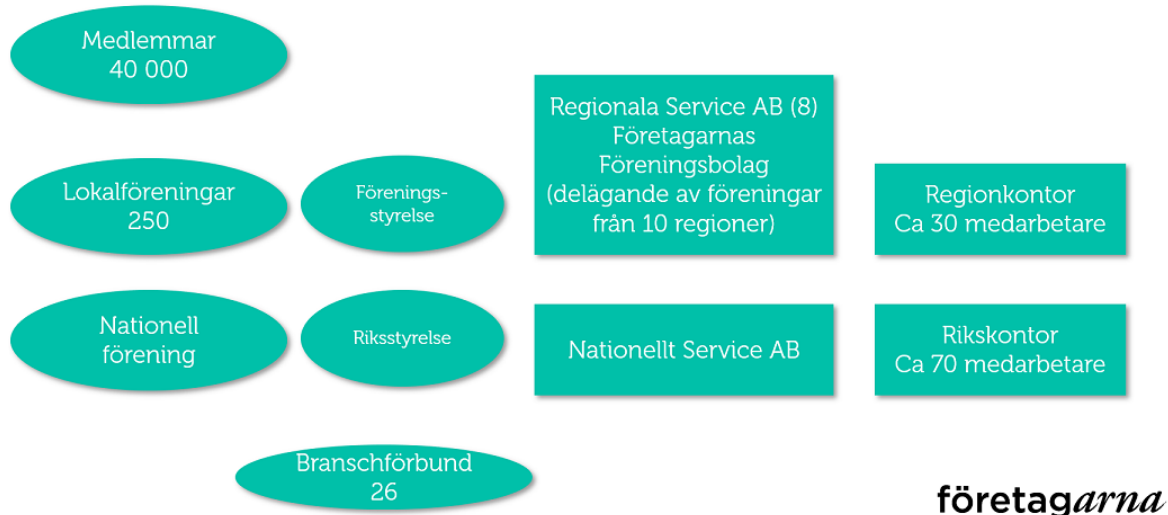 Medlemmar
40 000
Regionala Service AB (8)
Företagarnas
Föreningsbolag
(delägande av föreningar
från 10 regioner)
Lokalföreningar
250
Förenings-
styrelse
Regionkontor
Ca 30 medarbetare
Nationell
förening
Riksstyrelse
Nationellt Service AB
Rikskontor
Ca 70 medarbetare
Branschförbund
26
företagarna